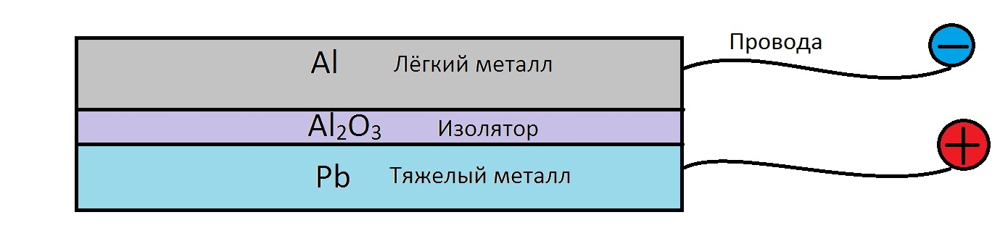 Провода
Al Лёгкий металл
Al₂O₃ Изолятор
Pb Тяжелый металл